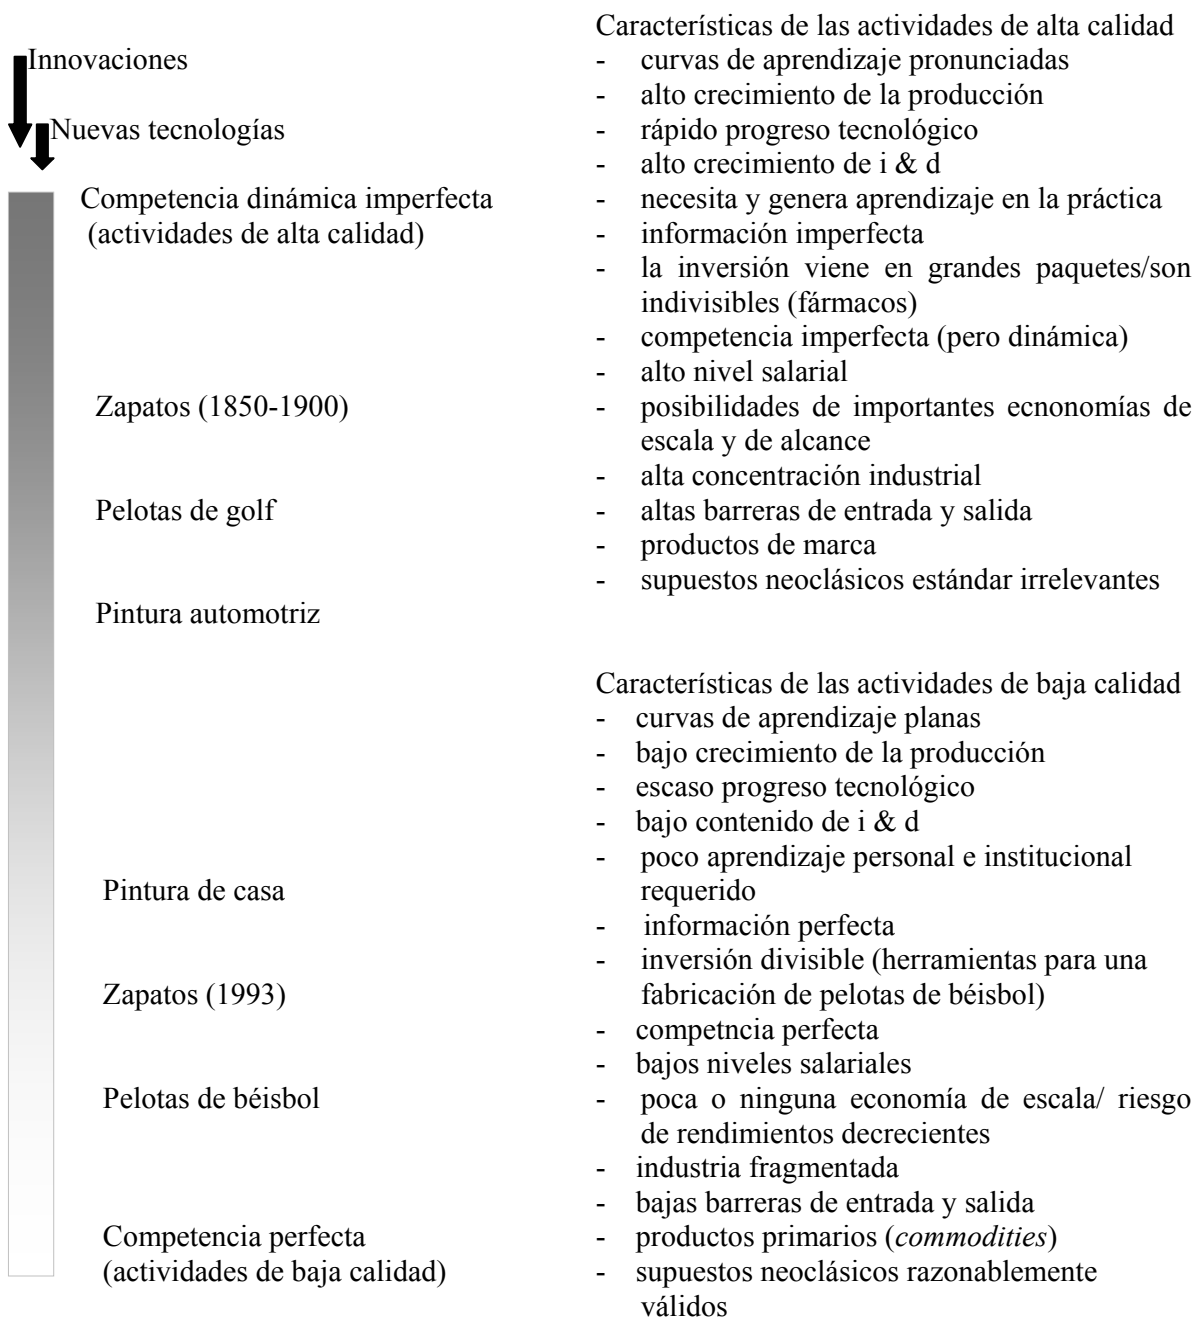 Innovaciones
Nuevas tecnologías
Competencia dinámica imperfecta
(actividades de alta calidad)
Zapatos (1850-1900)
Pelotas de golf
Pintura automotriz
Pintura de casa
Zapatos (1993)
Pelotas de béisbol
Competencia perfecta
(actividades de baja calidad)
Características de las actividades de alta calidad
- curvas de aprendizaje pronunciadas
- alto crecimiento de la producción
- rápido progreso tecnológico
- alto crecimiento de i & d
- necesita y genera aprendizaje en la práctica
- información imperfecta
- la inversión viene en grandes paquetes/son
indivisibles (fármacos)
- competencia imperfecta (pero dinámica)
- alto nivel salarial
- posibilidades de importantes ecnonomías de
escala y de alcance
- alta concentración industrial
- altas barreras de entrada y salida
- productos de marca
- supuestos neoclásicos estándar irrelevantes
Características de las actividades de baja calidad
- curvas de aprendizaje planas
- bajo crecimiento de la producción
- escaso progreso tecnológico
- bajo contenido de i & d
- poco aprendizaje personal e institucional
requerido
- información perfecta
- inversión divisible (herramientas para una
fabricación de pelotas de béisbol)
- competncia perfecta
- bajos niveles salariales
- poca o ninguna economía de escala/ riesgo
de rendimientos decrecientes
- industria fragmentada
- bajas barreras de entrada y salida
- productos primarios (commodities)
- supuestos neoclásicos razonablemente
válidos